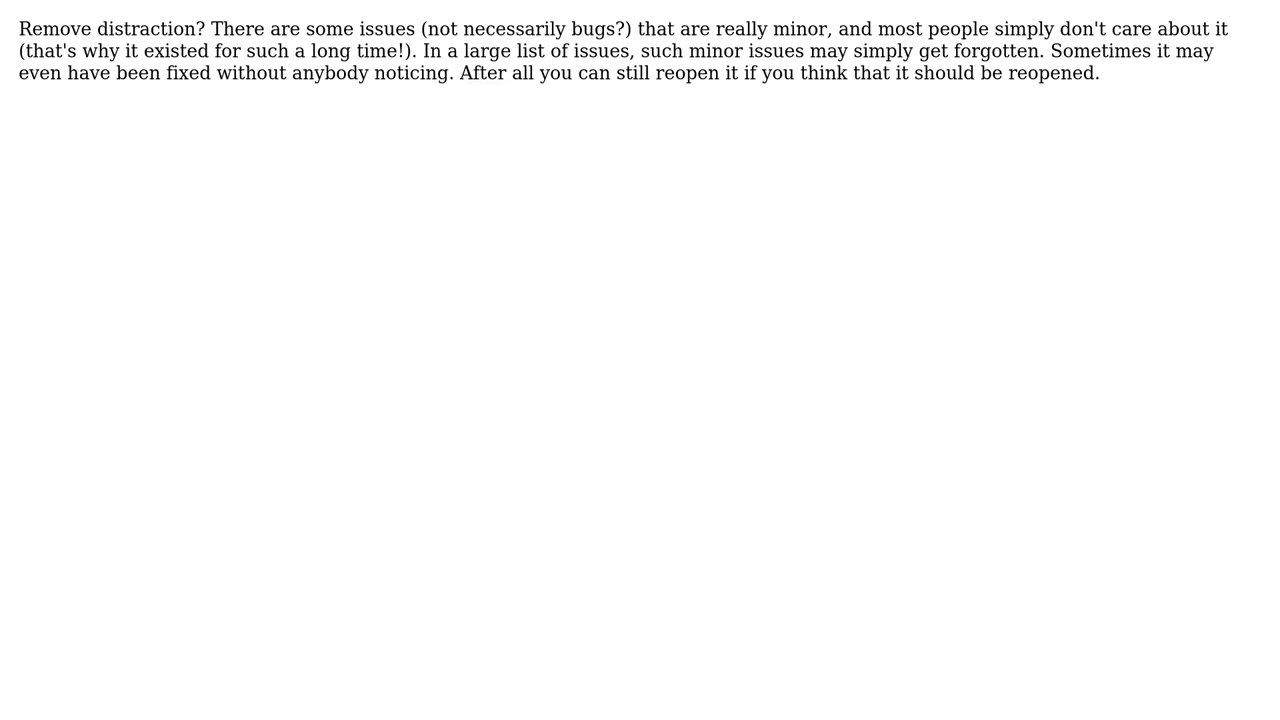 Remove distraction? There are some issues (not necessarily bugs?) that are really minor, and most people simply don't care about it
(that's why it existed for such a long time!). In a large list of issues, such minor issues may simply get forgotten. Sometimes it may
even have been fixed without anybody noticing. After all you can still reopen it if you think that it should be reopened.